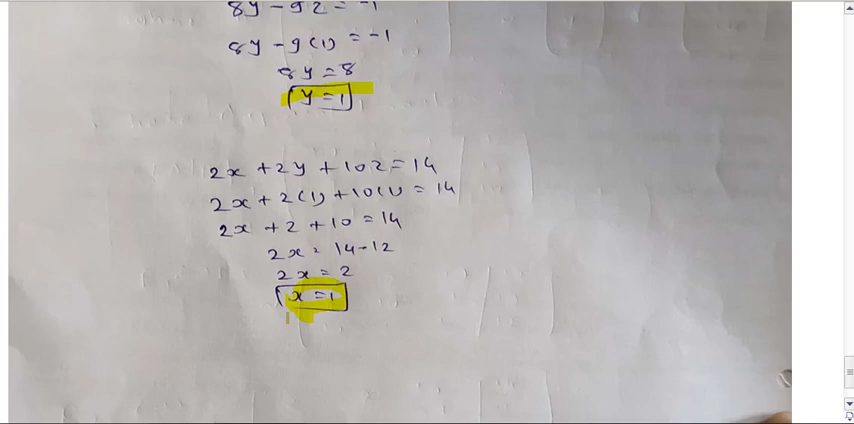 8y - 9z = -1
8y - 9(1) = -1
8y = 8
y = 1
2x + 2y + 10z = 14
2x + 2(1) + 10(1) = 14
2x + 2 + 10 = 14
2x = 14 - 12
2x = 2
x = 1